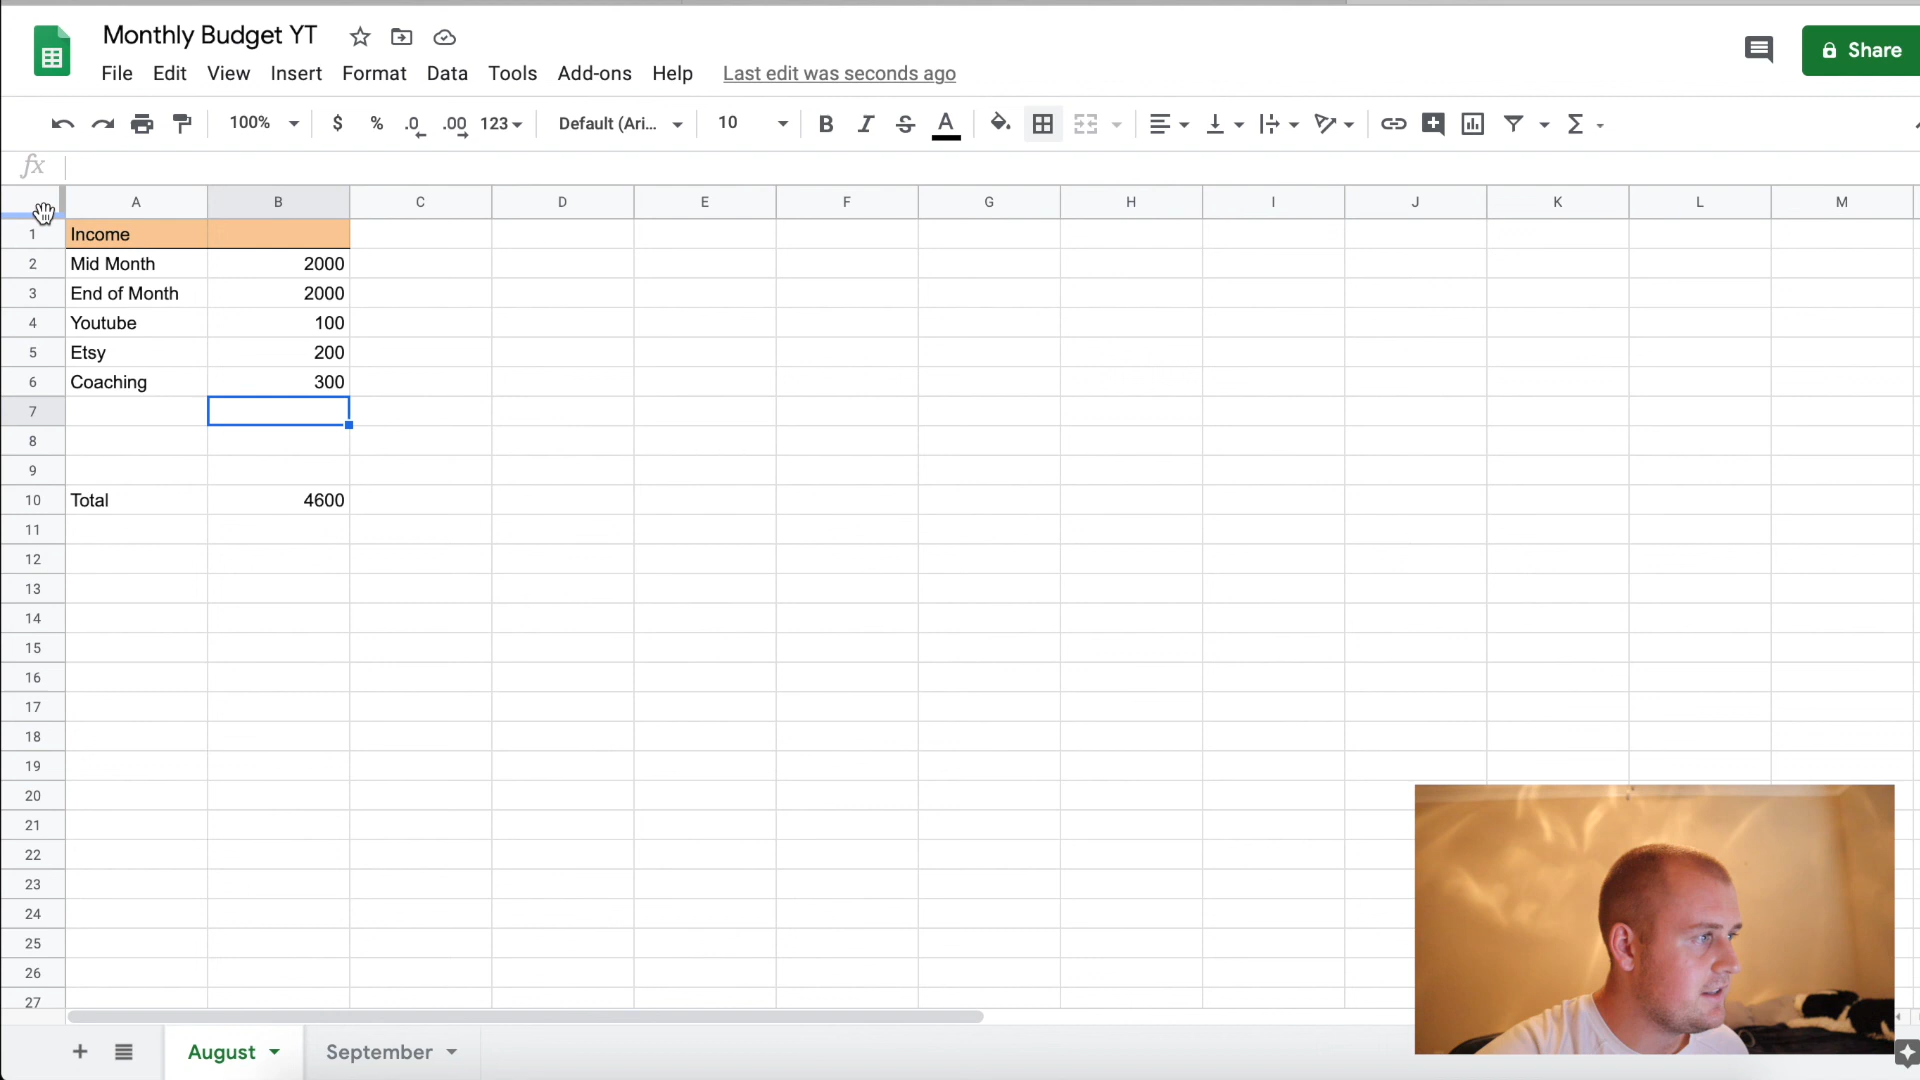 Monthly Budget YT
File Edit View Insert Format Data Tools Add-ons Help Last edit was seconds ago
Share
100% $ % .0 .00 123 Default (Ari... 10 B I S A Σ
fx
A B C D E F G H I J K L M
1 Income
2 Mid Month 2000
3 End of Month 2000
4 Youtube 100
5 Etsy 200
6 Coaching 300
7
8
9
10 Total 4600
11
12
13
14
15
16
17
18
19
20
21
22
23
24
25
26
27
August September